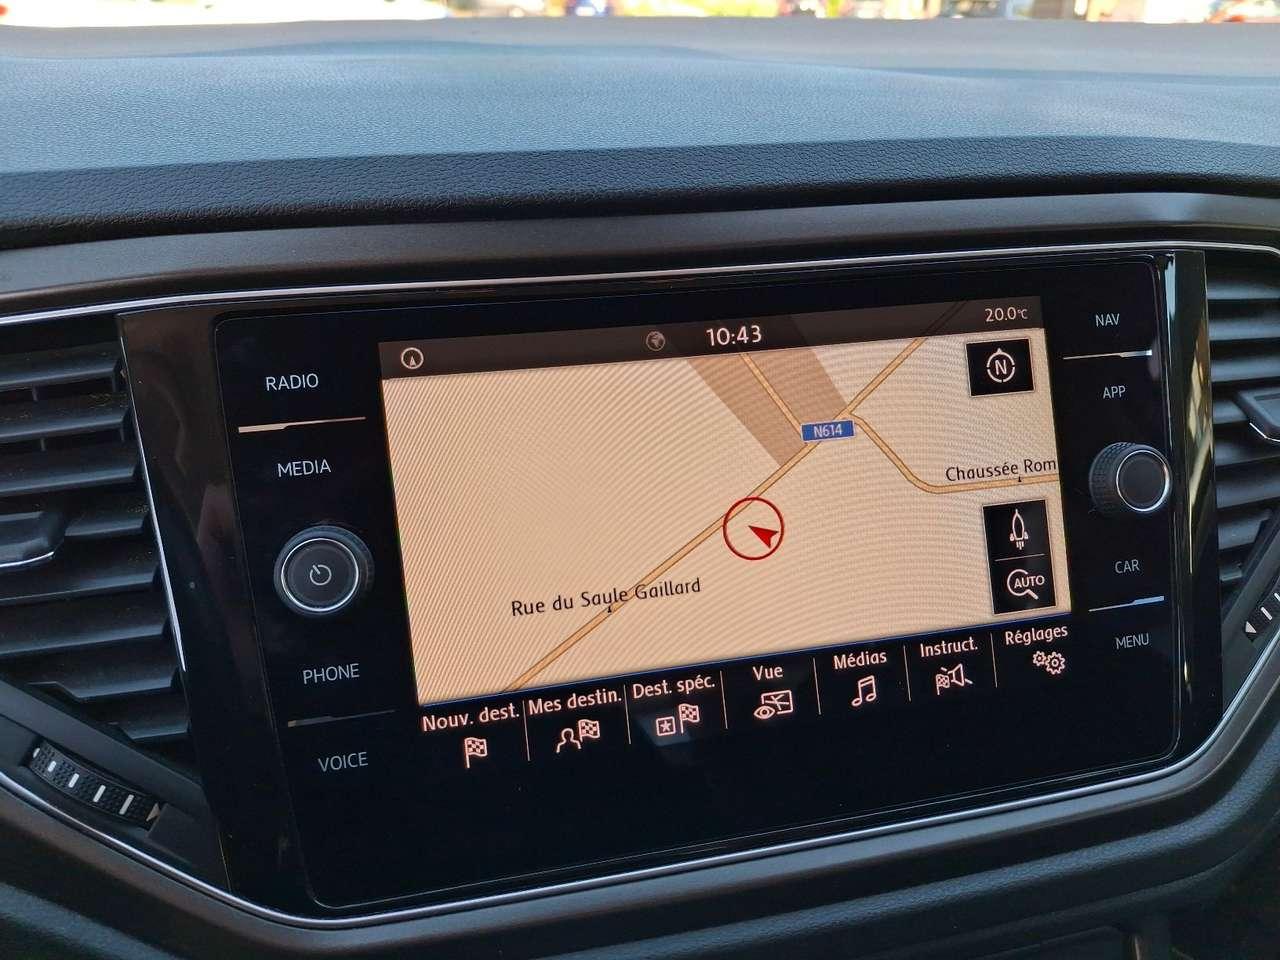 10:43
20.0°C
NAV
RADIO
N
APP
MEDIA
N614
Chaussée Rom
AUTO
CAR
Rue du Saule Gaillard
PHONE
MENU
Nouv. dest.
Mes destin.
Dest. spéc.
Vue
Médias
Instruct.
Réglages
VOICE